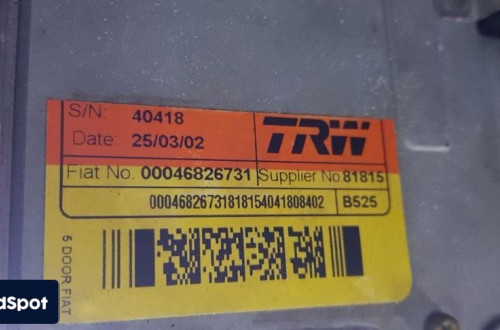 S/N: 40418
Date: 25/03/02
TRW
Fiat No. 00046826731 Supplier No 81815
00046826731818154041808402 B525
5 DOOR FIAT
dSpot